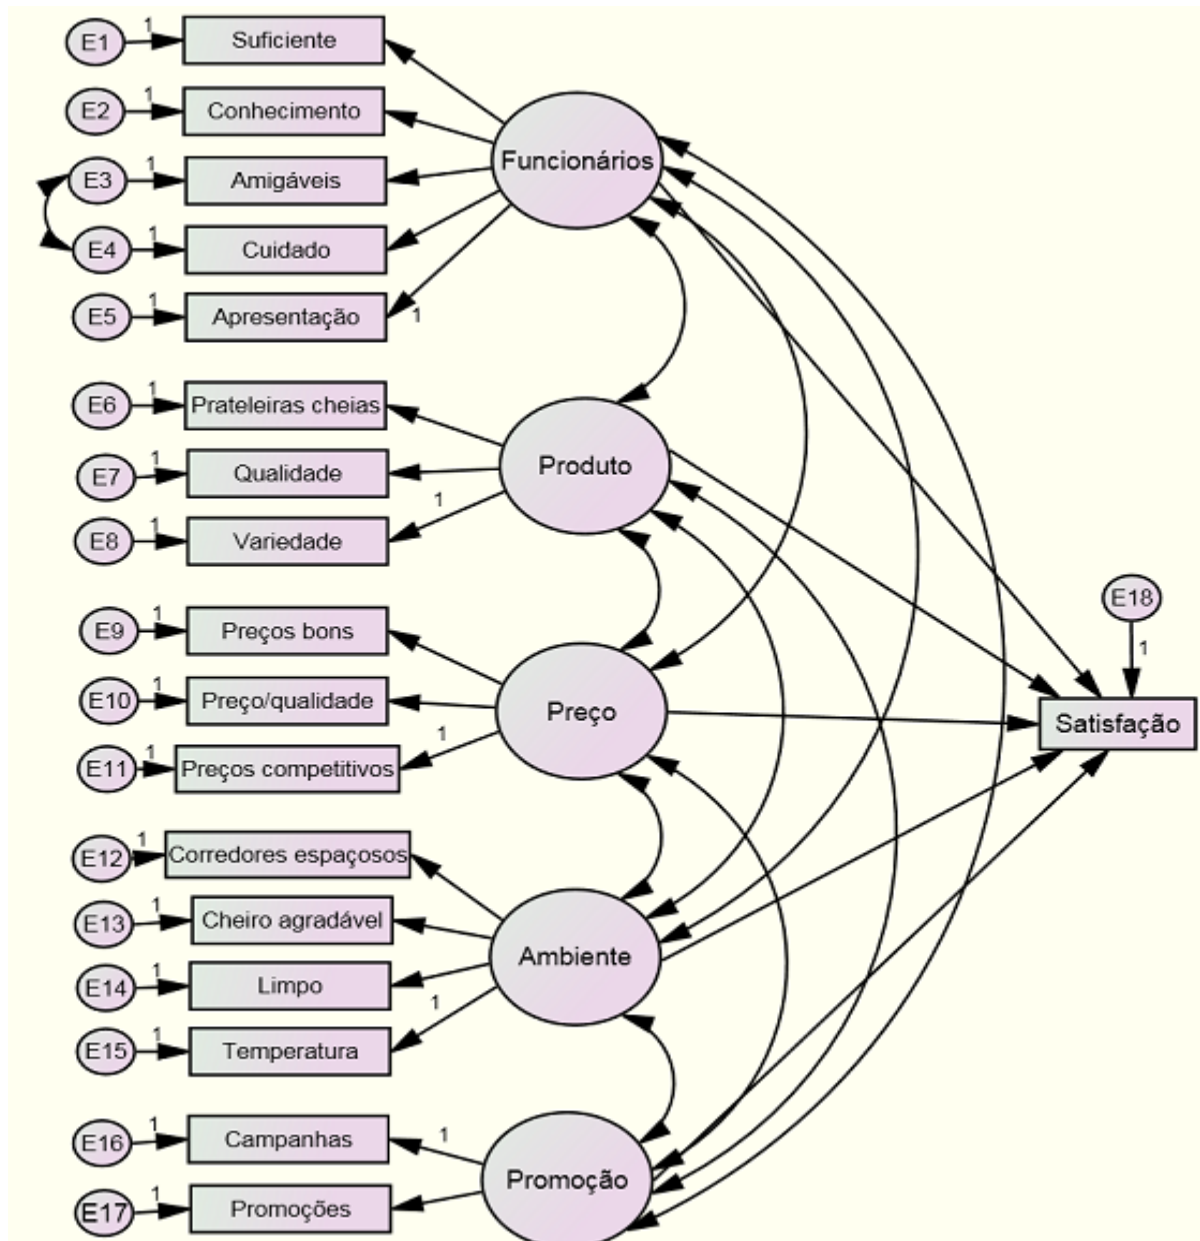 E1
1
Suficiente
E2
1
Conhecimento
Funcionários
E3
1
Amigáveis
E4
1
Cuidado
E5
1
Apresentação
1
E6
1
Prateleiras cheias
Produto
E7
1
Qualidade
1
E8
1
Variedade
E9
1
Preços bons
E18
1
E10
1
Preço/qualidade
Preço
Satisfação
1
E11
1
Preços competitivos
E12
1
Corredores espaçosos
E13
1
Cheiro agradável
Ambiente
E14
1
Limpo
1
E15
1
Temperatura
E16
1
Campanhas
1
Promoção
E17
1
Promoções